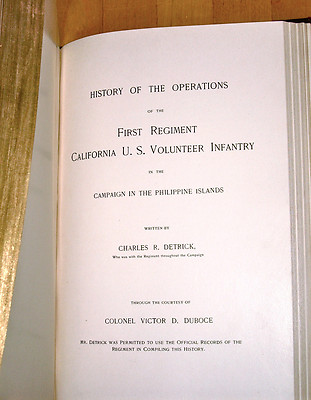 HISTORY OF THE OPERATIONS
OF THE
FIRST REGIMENT
CALIFORNIA U. S. VOLUNTEER INFANTRY
IN THE
CAMPAIGN IN THE PHILIPPINE ISLANDS
WRITTEN BY
CHARLES R. DETRICK,
Who was with the Regiment throughout the Campaign
THROUGH THE COURTESY OF
COLONEL VICTOR D. DUBOCE
MR. DETRICK WAS PERMITTED TO USE THE OFFICIAL RECORDS OF THE
REGIMENT IN COMPILING THIS HISTORY.